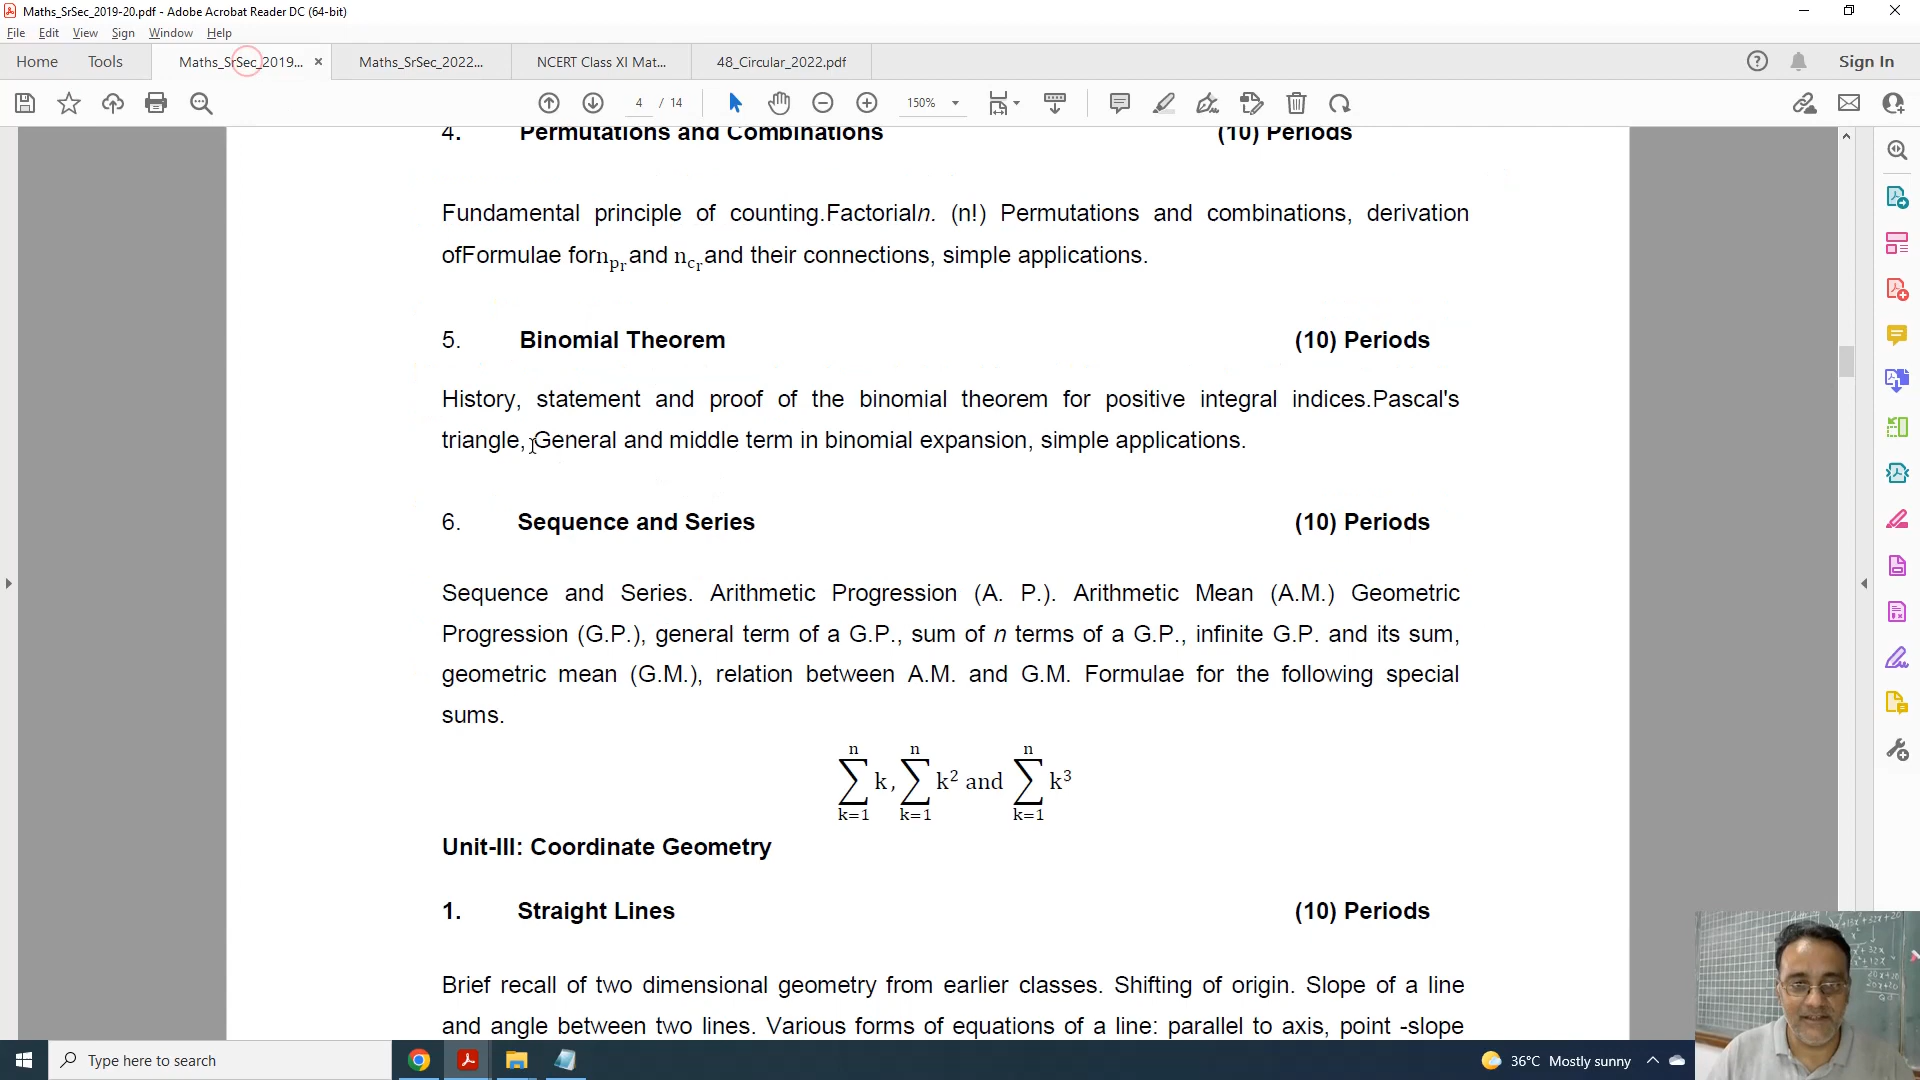 Maths_SrSec_2019-20.pdf - Adobe Acrobat Reader DC (64-bit)
File Edit View Sign Window Help
Home Tools Maths_SrSec_2019... × Maths_SrSec_2022... NCERT Class XI Mat... 48_Circular_2022.pdf Sign In
4 / 14 150%
4. Permutations and Combinations (10) Periods
Fundamental principle of counting.Factorialn. (n!) Permutations and combinations, derivation
ofFormulae fornₚᵣand n_cᵣand their connections, simple applications.
5. Binomial Theorem (10) Periods
History, statement and proof of the binomial theorem for positive integral indices.Pascal's
triangle, General and middle term in binomial expansion, simple applications.
6. Sequence and Series (10) Periods
Sequence and Series. Arithmetic Progression (A. P.). Arithmetic Mean (A.M.) Geometric
Progression (G.P.), general term of a G.P., sum of n terms of a G.P., infinite G.P. and its sum,
geometric mean (G.M.), relation between A.M. and G.M. Formulae for the following special
sums.
n n n
∑ k, ∑ k² and ∑ k³
k=1 k=1 k=1
Unit-III: Coordinate Geometry
1. Straight Lines (10) Periods
Brief recall of two dimensional geometry from earlier classes. Shifting of origin. Slope of a line
and angle between two lines. Various forms of equations of a line: parallel to axis, point -slope
Type here to search 36°C Mostly sunny